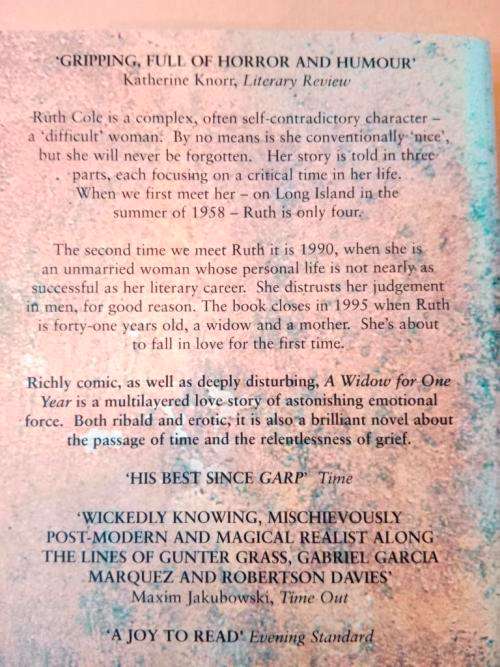 ‘GRIPPING, FULL OF HORROR AND HUMOUR’
Katherine Knorr, Literary Review
Ruth Cole is a complex, often self-contradictory character –
a ‘difficult’ woman. By no means is she conventionally ‘nice’,
but she will never be forgotten. Her story is told in three
parts, each focusing on a critical time in her life.
When we first meet her – on Long Island in the
summer of 1958 – Ruth is only four.
The second time we meet Ruth it is 1990, when she is
an unmarried woman whose personal life is not nearly as
successful as her literary career. She distrusts her judgement
in men, for good reason. The book closes in 1995 when Ruth
is forty-one years old, a widow and a mother. She’s about
to fall in love for the first time.
Richly comic, as well as deeply disturbing, A Widow for One
Year is a multilayered love story of astonishing emotional
force. Both ribald and erotic, it is also a brilliant novel about
the passage of time and the relentlessness of grief.
‘HIS BEST SINCE GARP’ Time
‘WICKEDLY KNOWING, MISCHIEVOUSLY
POST-MODERN AND MAGICAL REALIST ALONG
THE LINES OF GUNTER GRASS, GABRIEL GARCIA
MARQUEZ AND ROBERTSON DAVIES’
Maxim Jakubowski, Time Out
‘A JOY TO READ’ Evening Standard